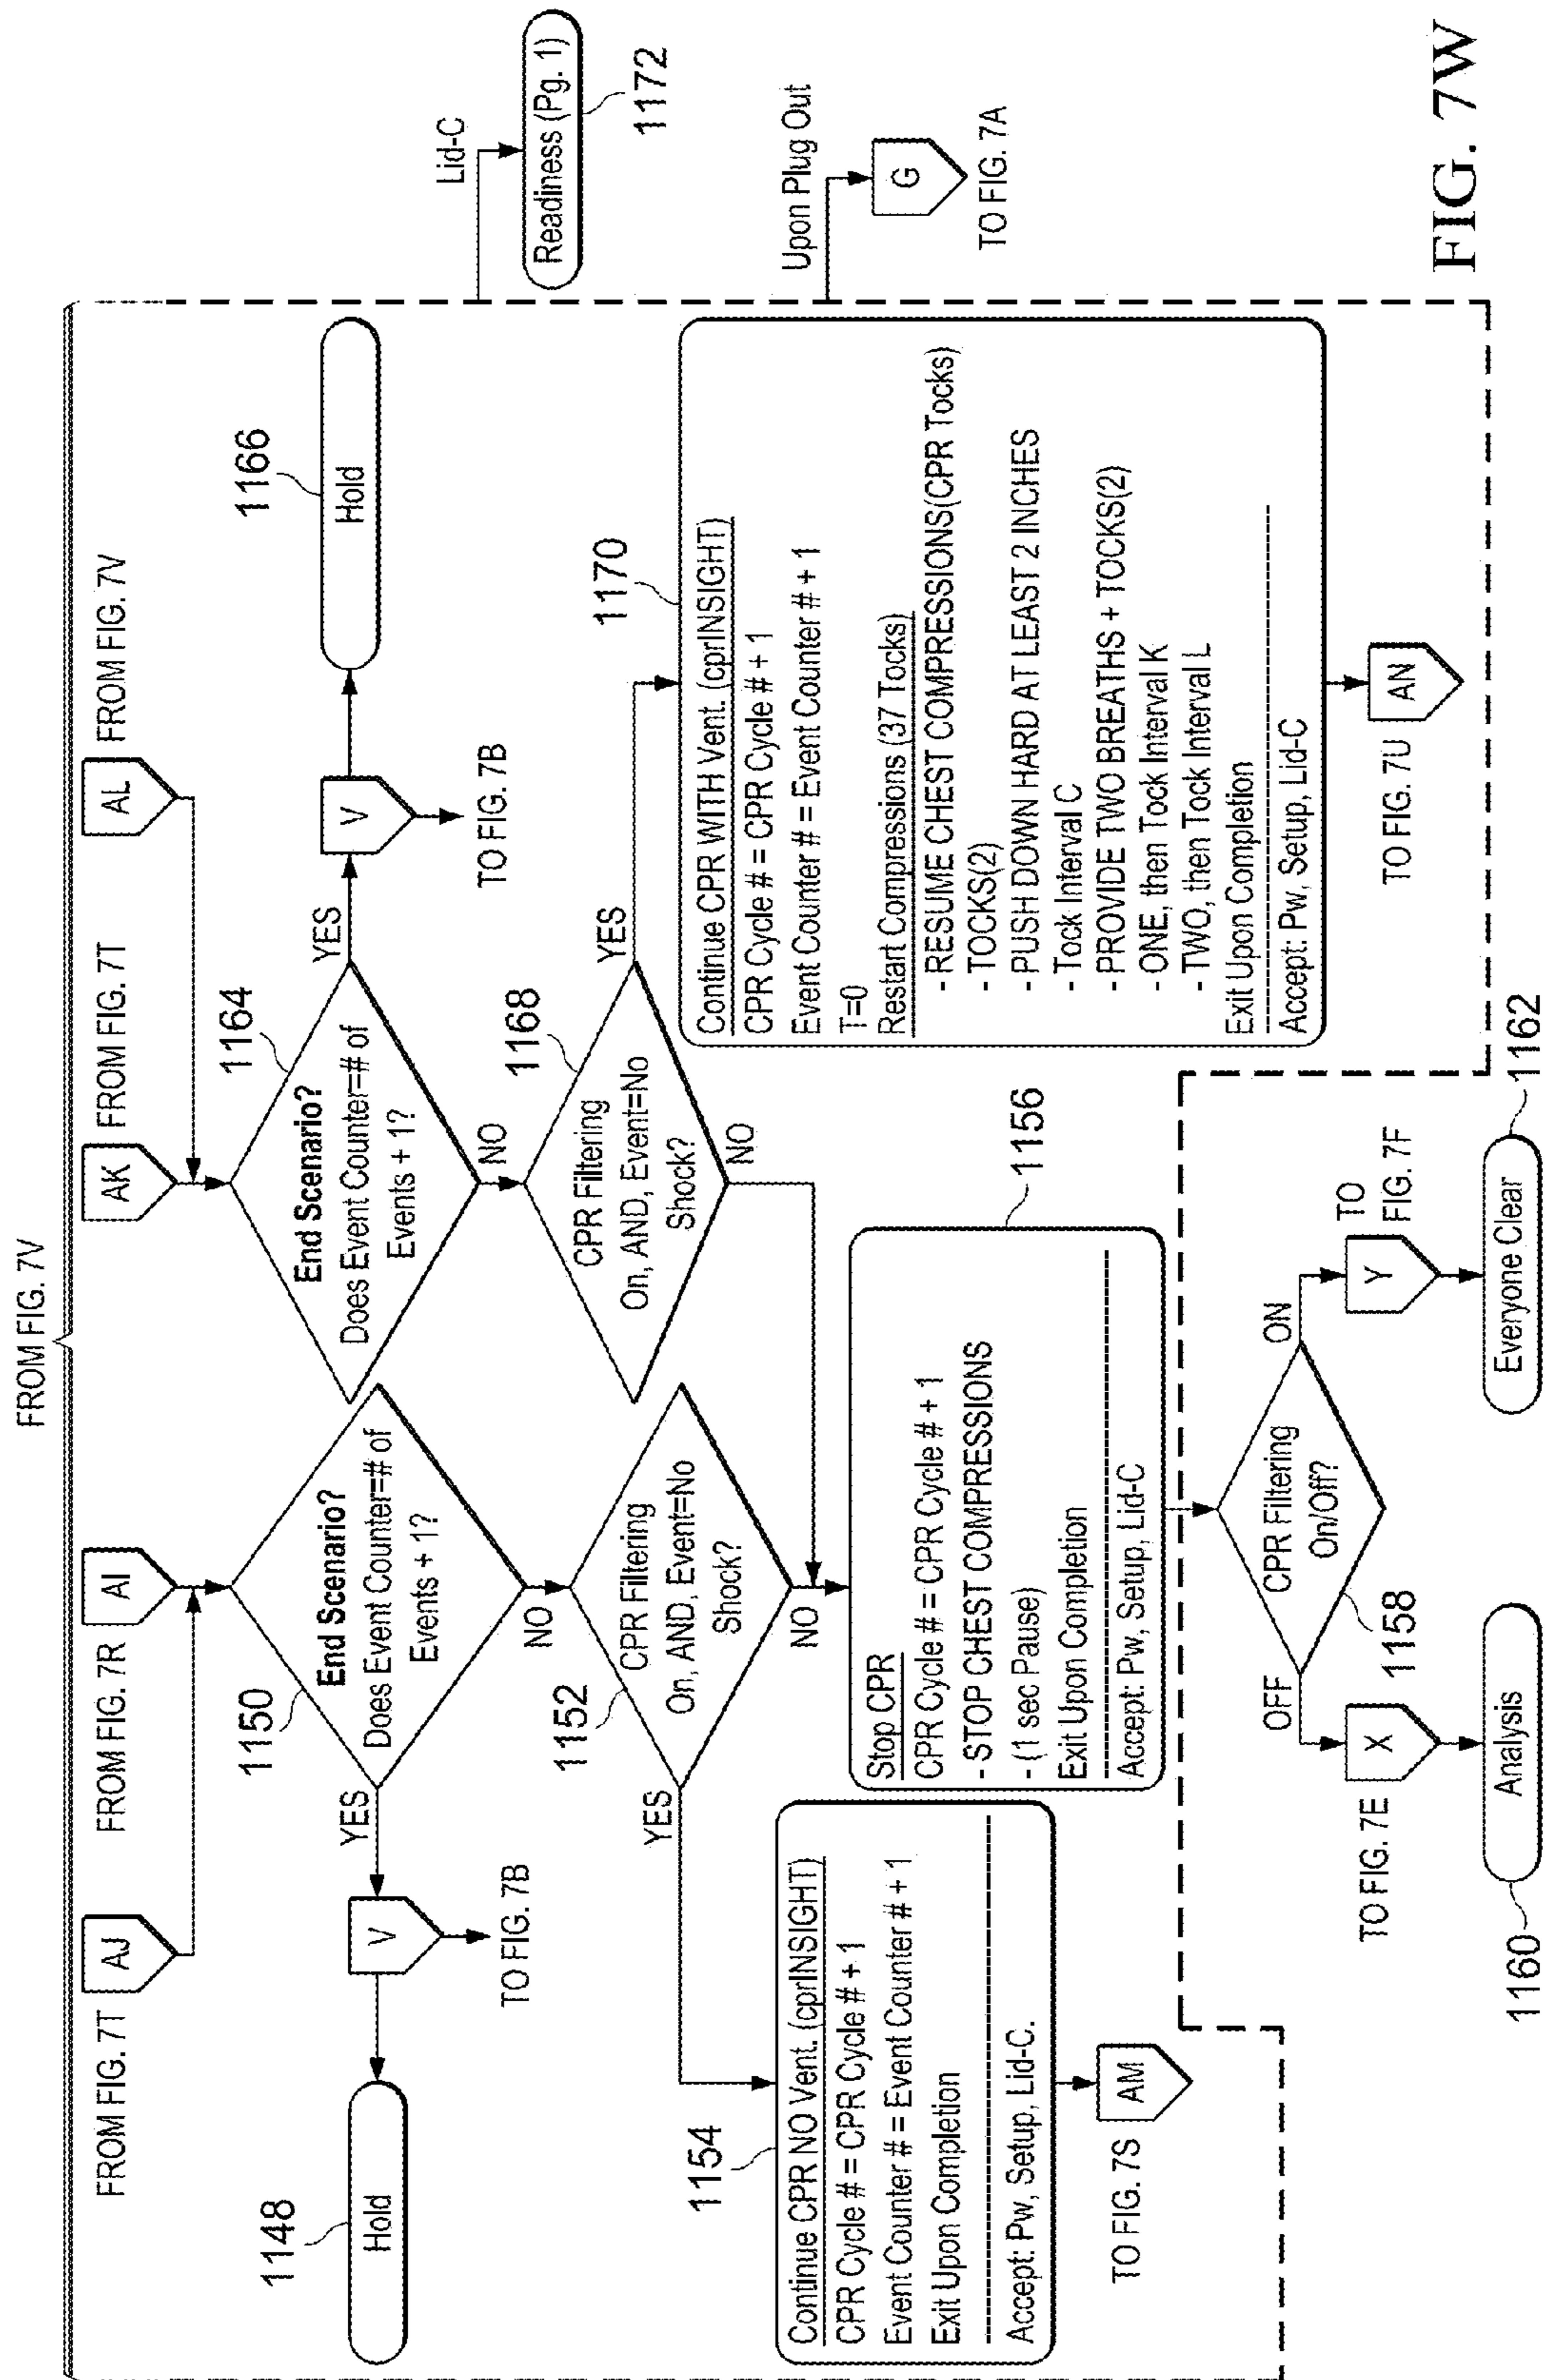 FROM FIG. 7V
FROM FIG. 7T
AJ
FROM FIG. 7R
AI
AK
FROM FIG. 7T
AL
FROM FIG. 7V
1148
Hold
V
TO FIG. 7B
YES
1150
End Scenario?
Does Event Counter=# of
Events + 1?
NO
1164
End Scenario?
Does Event Counter=# of
Events + 1?
YES
NO
V
TO FIG. 7B
1166
Hold
Lid-C
Readiness (Pg. 1)
1172
1152
CPR Filtering
On, AND, Event=No
Shock?
YES
NO
1168
CPR Filtering
On, AND, Event=No
Shock?
YES
NO
1154
Continue CPR NO Vent. (cprINSIGHT)
CPR Cycle # = CPR Cycle # + 1
Event Counter # = Event Counter # + 1
Exit Upon Completion
Accept: Pw, Setup, Lid-C.
AM
TO FIG. 7S
Stop CPR
CPR Cycle # = CPR Cycle # + 1
- STOP CHEST COMPRESSIONS
- (1 sec Pause)
Exit Upon Completion
Accept: Pw, Setup, Lid-C
1156
1170
Continue CPR WITH Vent. (cprINSIGHT)
CPR Cycle # = CPR Cycle # + 1
Event Counter # = Event Counter # + 1
T=0
Restart Compressions (37 Tocks)
- RESUME CHEST COMPRESSIONS(CPR Tocks)
- TOCKS(2)
- PUSH DOWN HARD AT LEAST 2 INCHES
- Tock Interval C
- PROVIDE TWO BREATHS + TOCKS(2)
- ONE, then Tock Interval K
- TWO, then Tock Interval L
Exit Upon Completion
Accept: Pw, Setup, Lid-C
TO FIG. 7U
AN
Upon Plug Out
G
TO FIG. 7A
CPR Filtering
On/Off?
1158
OFF
ON
TO FIG. 7E
X
Y
TO
FIG. 7F
1160
Analysis
Everyone Clear
1162
FIG. 7W